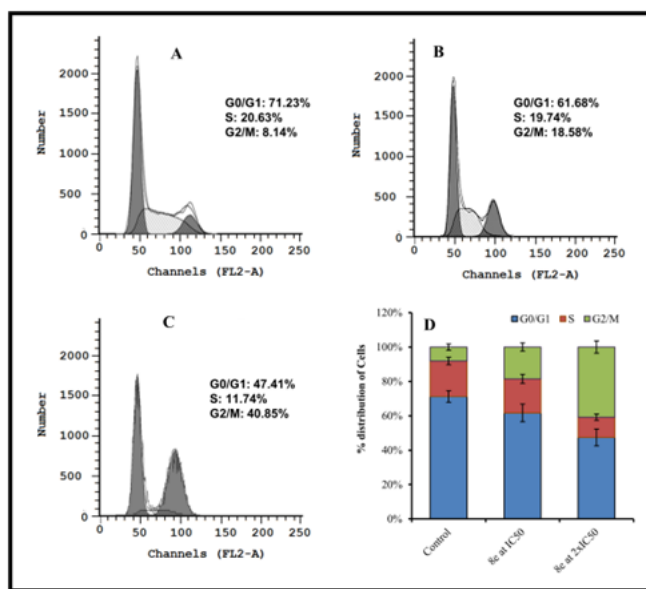 A
2000
1500
1000
500
0
Number
G0/G1: 71.23%
S: 20.63%
G2/M: 8.14%
0 50 100 150 200 250
Channels (FL2-A)
B
2000
1500
1000
500
0
Number
G0/G1: 61.68%
S: 19.74%
G2/M: 18.58%
0 50 100 150 200 250
Channels (FL2-A)
C
2000
1500
1000
500
0
Number
G0/G1: 47.41%
S: 11.74%
G2/M: 40.85%
0 50 100 150 200 250
Channels (FL2-A)
D
G0/G1 S G2/M
120%
100%
80%
60%
40%
20%
0%
% distribution of Cells
Control
8e at IC50
8e at 2xIC50